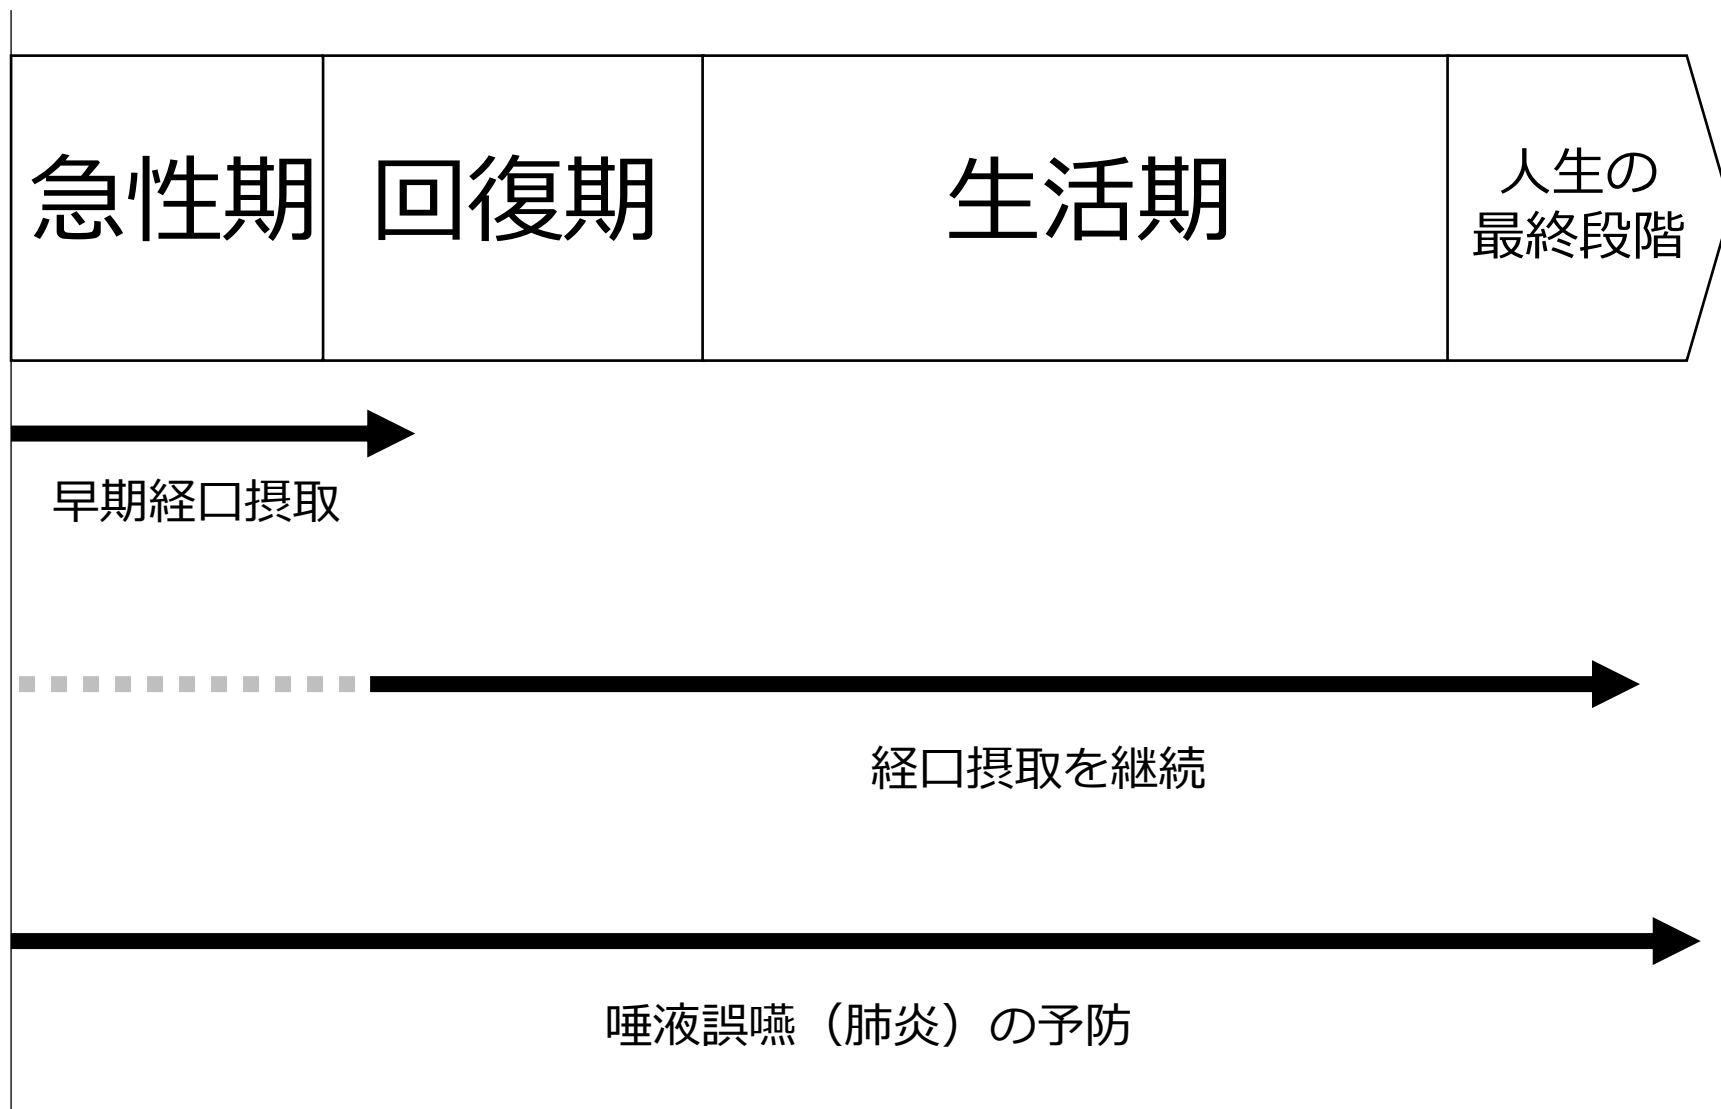 急性期
回復期
生活期
人生の
最終段階
早期経口摂取
経口摂取を継続
唾液誤嚥（肺炎）の予防